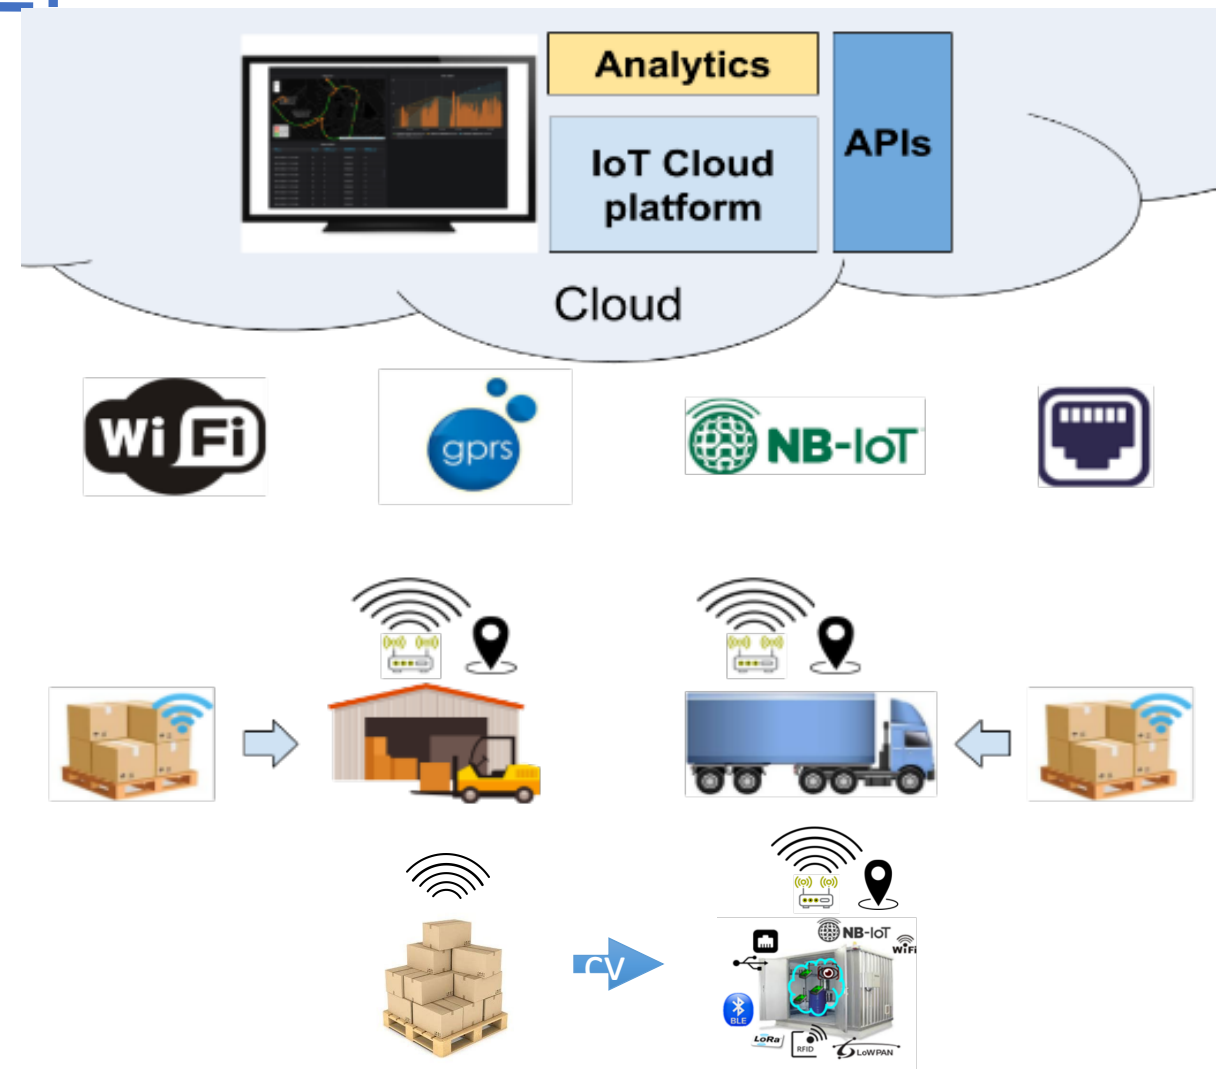 Analytics
IoT Cloud
platform
APIs
Cloud
Wi Fi
gprs
NB-IoT
CV
NB-IoT
WiFi
BLE
LoRa
RFID
LoWPAN